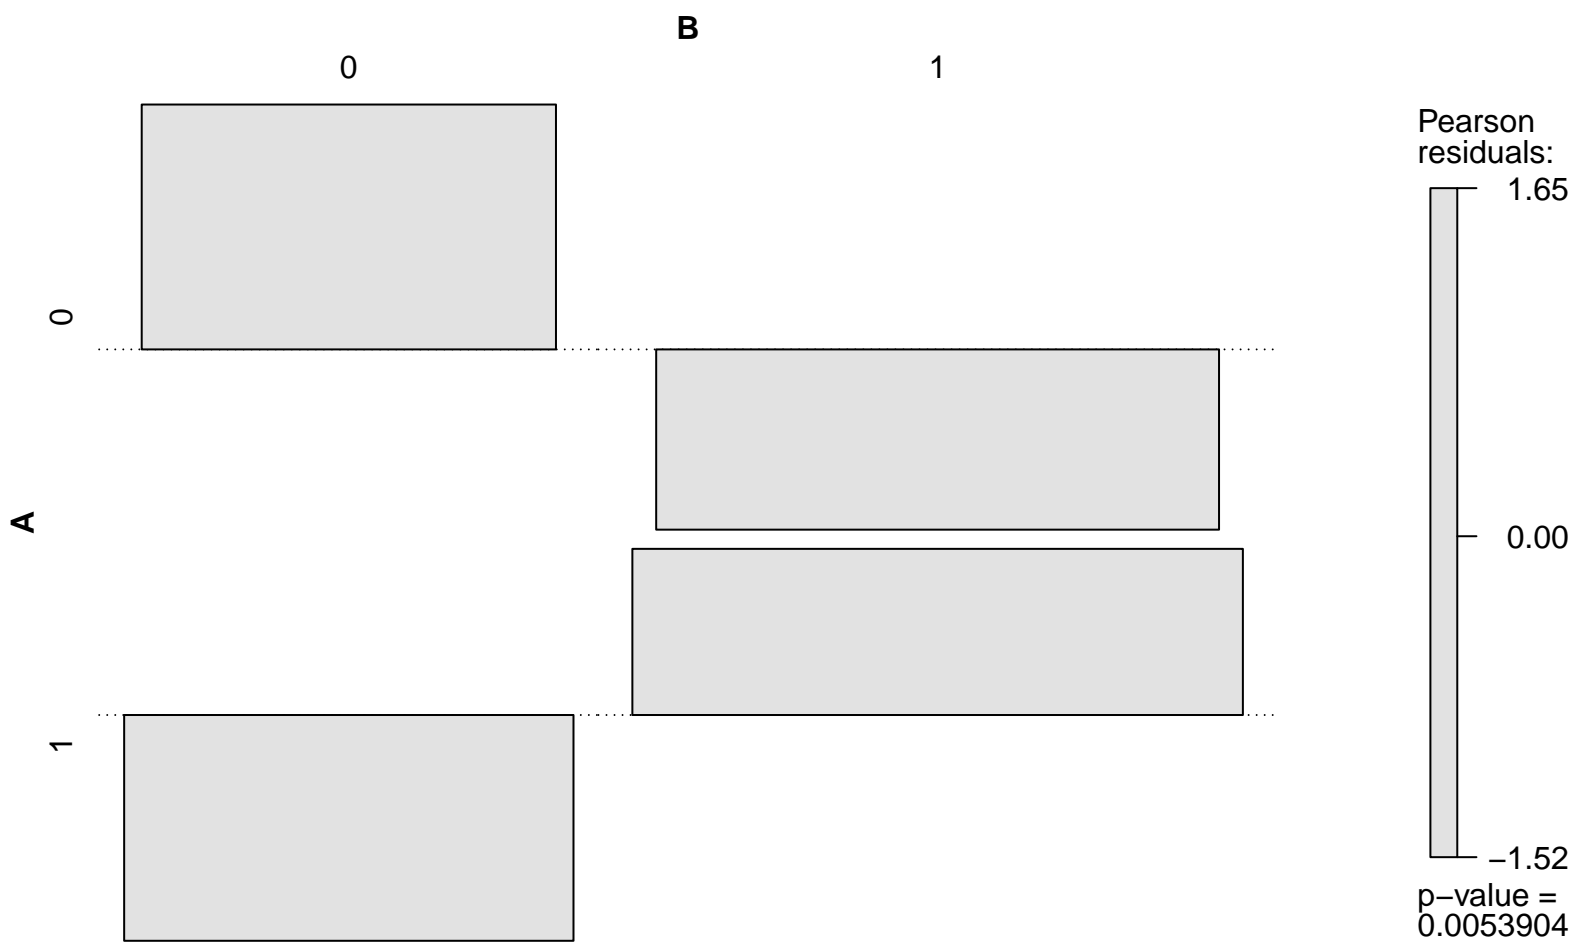 B
0
1
Pearson
residuals:
1.65
0
A
0.00
1
−1.52
p−value =
0.0053904